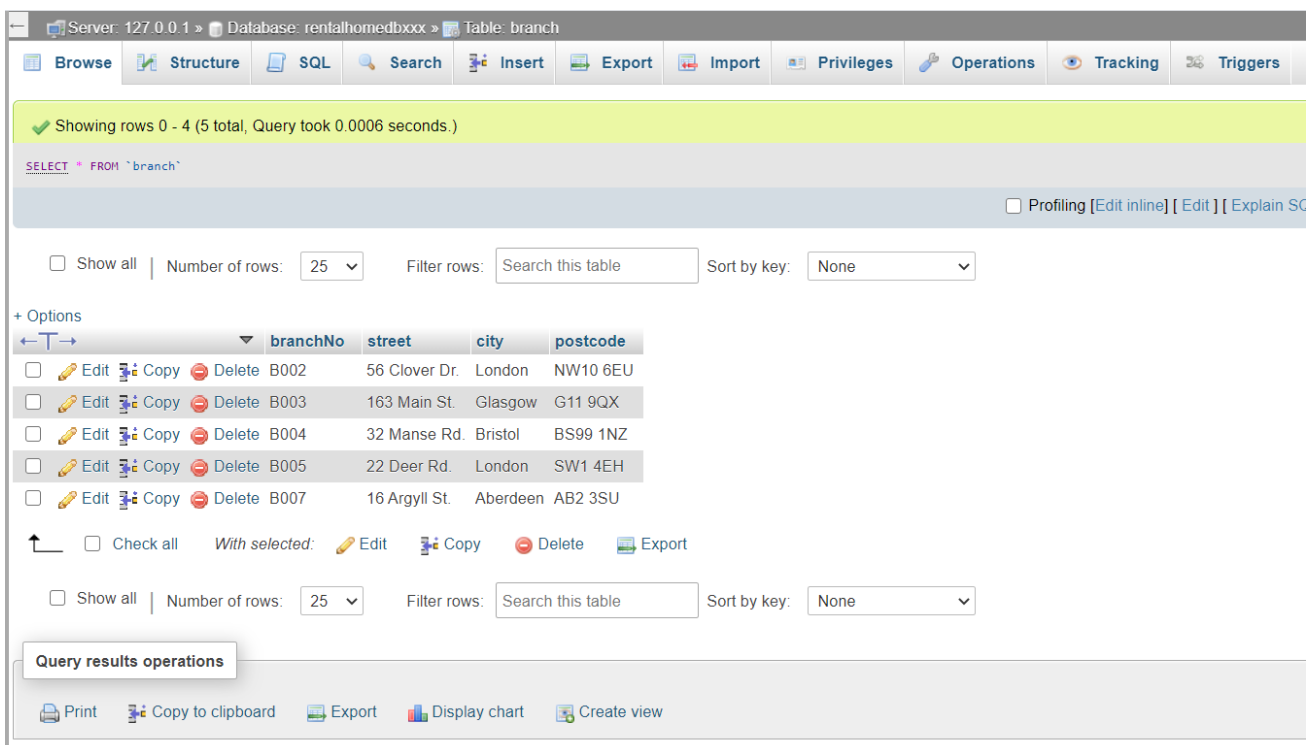 ← Server: 127.0.0.1 » Database: rentalhomedbxxx » Table: branch
Browse Structure SQL Search Insert Export Import Privileges Operations Tracking Triggers
Showing rows 0 - 4 (5 total, Query took 0.0006 seconds.)
SELECT * FROM `branch`
Profiling [Edit inline] [ Edit ] [ Explain SQ
Show all | Number of rows: 25 Filter rows: Search this table Sort by key: None
+ Options
←T→ branchNo street city postcode
Edit Copy Delete B002 56 Clover Dr. London NW10 6EU
Edit Copy Delete B003 163 Main St. Glasgow G11 9QX
Edit Copy Delete B004 32 Manse Rd. Bristol BS99 1NZ
Edit Copy Delete B005 22 Deer Rd. London SW1 4EH
Edit Copy Delete B007 16 Argyll St. Aberdeen AB2 3SU
Check all With selected: Edit Copy Delete Export
Show all | Number of rows: 25 Filter rows: Search this table Sort by key: None
Query results operations
Print Copy to clipboard Export Display chart Create view